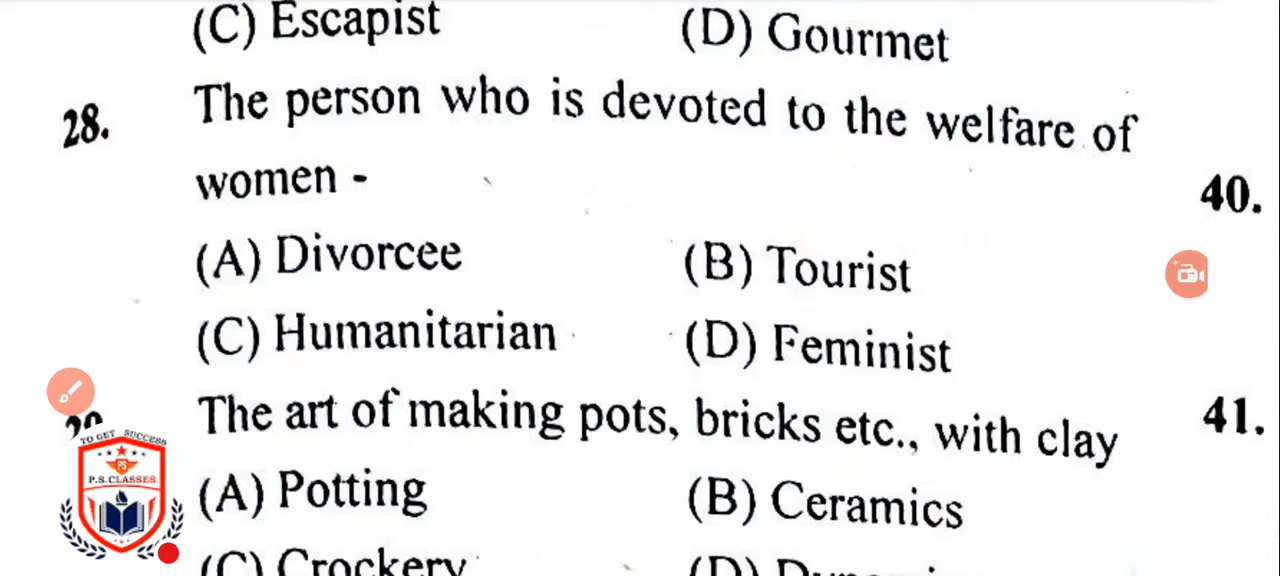 (C) Escapist (D) Gourmet
28. The person who is devoted to the welfare of
women -
40.
(A) Divorcee (B) Tourist
(C) Humanitarian (D) Feminist
The art of making pots, bricks etc., with clay
41.
TO GET SUCCESS
PS
P.S.CLASSES
(A) Potting (B) Ceramics
(C) Crockery (D)